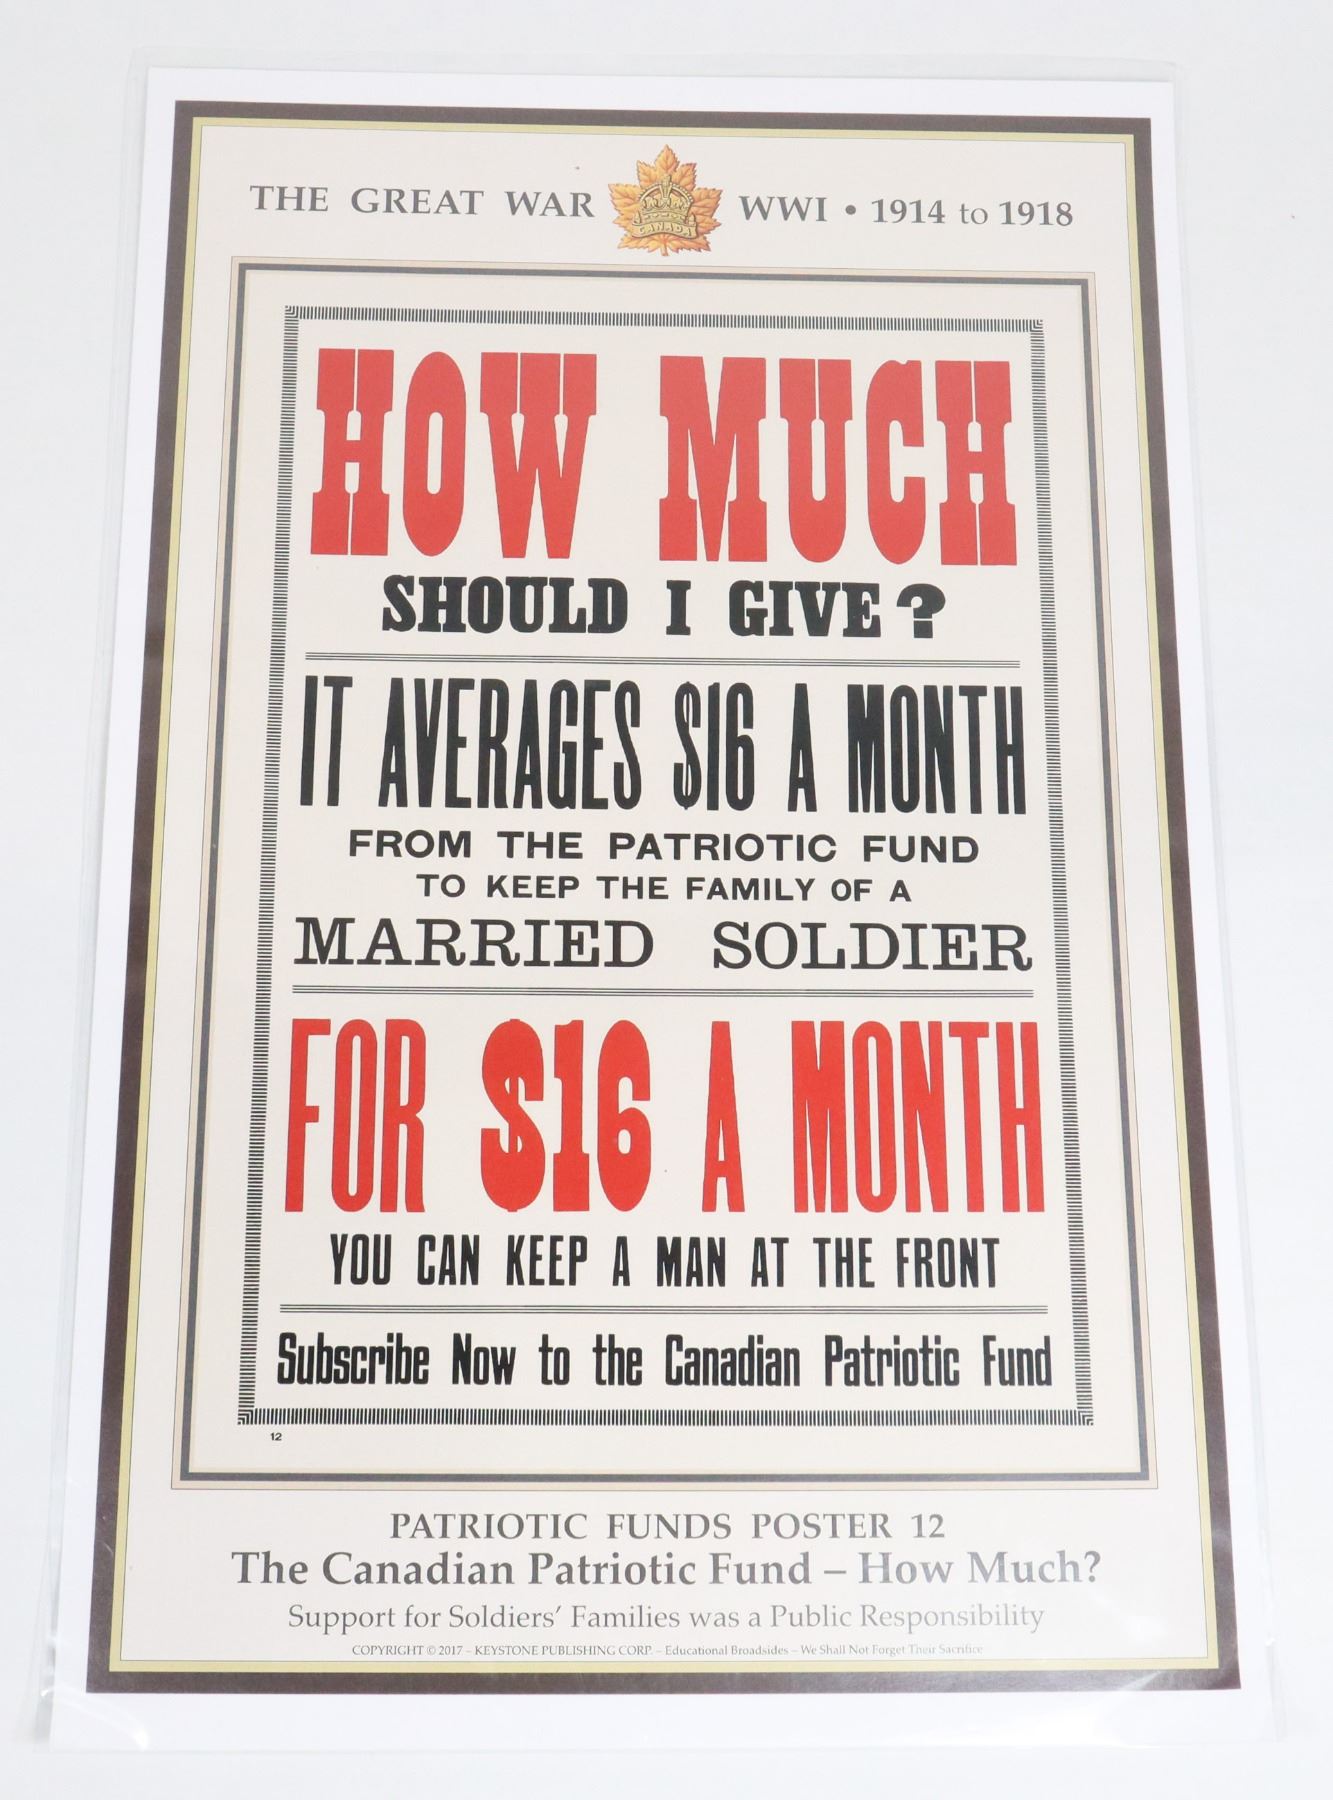 THE GREAT WAR WWI • 1914 to 1918
CANADA
HOW MUCH
SHOULD I GIVE?
IT AVERAGES $16 A MONTH
FROM THE PATRIOTIC FUND
TO KEEP THE FAMILY OF A
MARRIED SOLDIER
FOR $16 A MONTH
YOU CAN KEEP A MAN AT THE FRONT
Subscribe Now to the Canadian Patriotic Fund
12
PATRIOTIC FUNDS POSTER 12
The Canadian Patriotic Fund – How Much?
Support for Soldiers' Families was a Public Responsibility
COPYRIGHT © 2017 – KEYSTONE PUBLISHING CORP. – Educational Broadsides – We Shall Not Forget Their Sacrifice